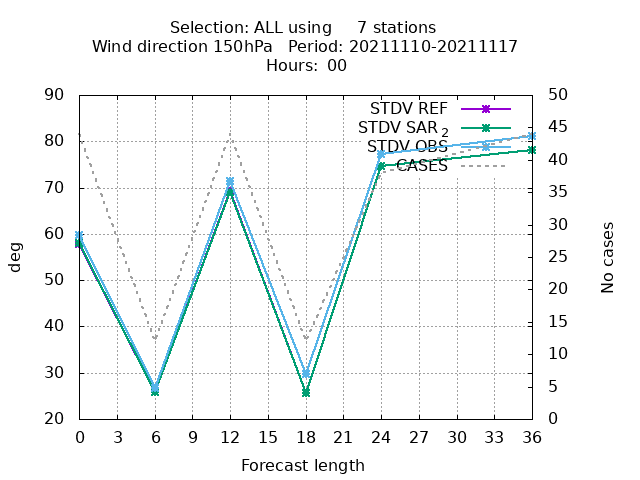 Selection: ALL using 7 stations
Wind direction 150hPa Period: 20211110-20211117
Hours: 00
90
80
70
60
50
40
30
20
50
45
40
35
30
25
20
15
10
5
0
STDV REF
STDV SAR 2
STDV OBS
CASES
deg
No cases
0 3 6 9 12 15 18 21 24 27 30 33 36
Forecast length